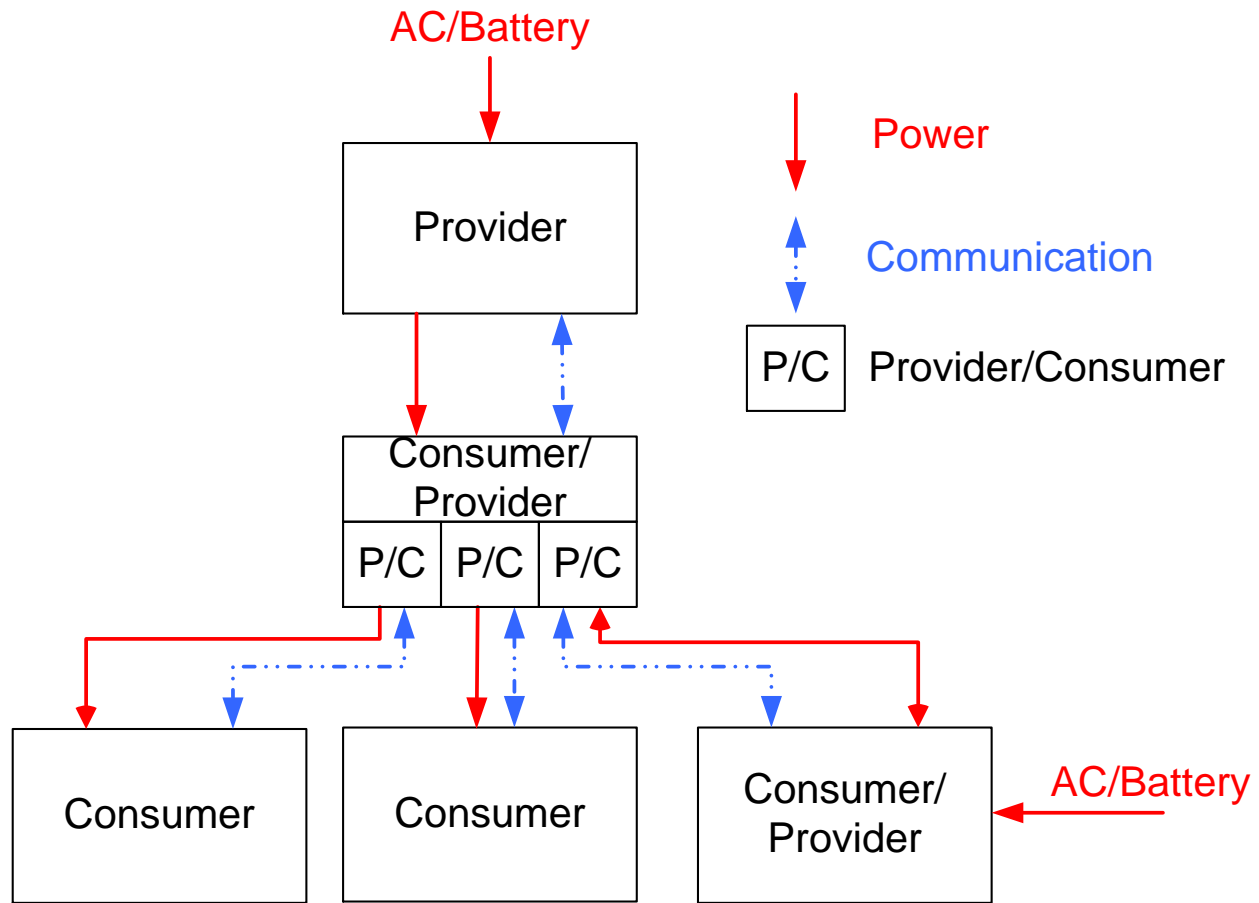 AC/Battery
Power
Provider
Communication
P/C
Provider/Consumer
Consumer/
Provider
P/C
P/C
P/C
Consumer
Consumer
Consumer/
Provider
AC/Battery